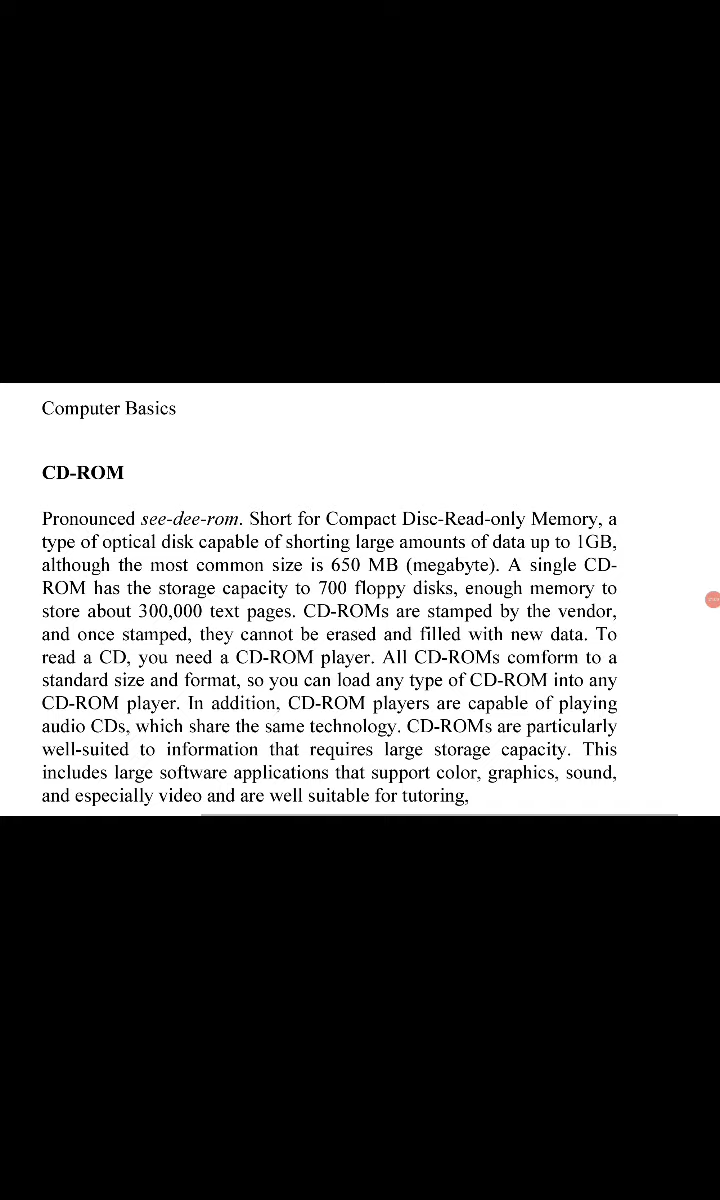 Computer Basics
CD-ROM
Pronounced see-dee-rom. Short for Compact Disc-Read-only Memory, a
type of optical disk capable of shorting large amounts of data up to 1GB,
although the most common size is 650 MB (megabyte). A single CD-
ROM has the storage capacity to 700 floppy disks, enough memory to
store about 300,000 text pages. CD-ROMs are stamped by the vendor,
and once stamped, they cannot be erased and filled with new data. To
read a CD, you need a CD-ROM player. All CD-ROMs comform to a
standard size and format, so you can load any type of CD-ROM into any
CD-ROM player. In addition, CD-ROM players are capable of playing
audio CDs, which share the same technology. CD-ROMs are particularly
well-suited to information that requires large storage capacity. This
includes large software applications that support color, graphics, sound,
and especially video and are well suitable for tutoring,